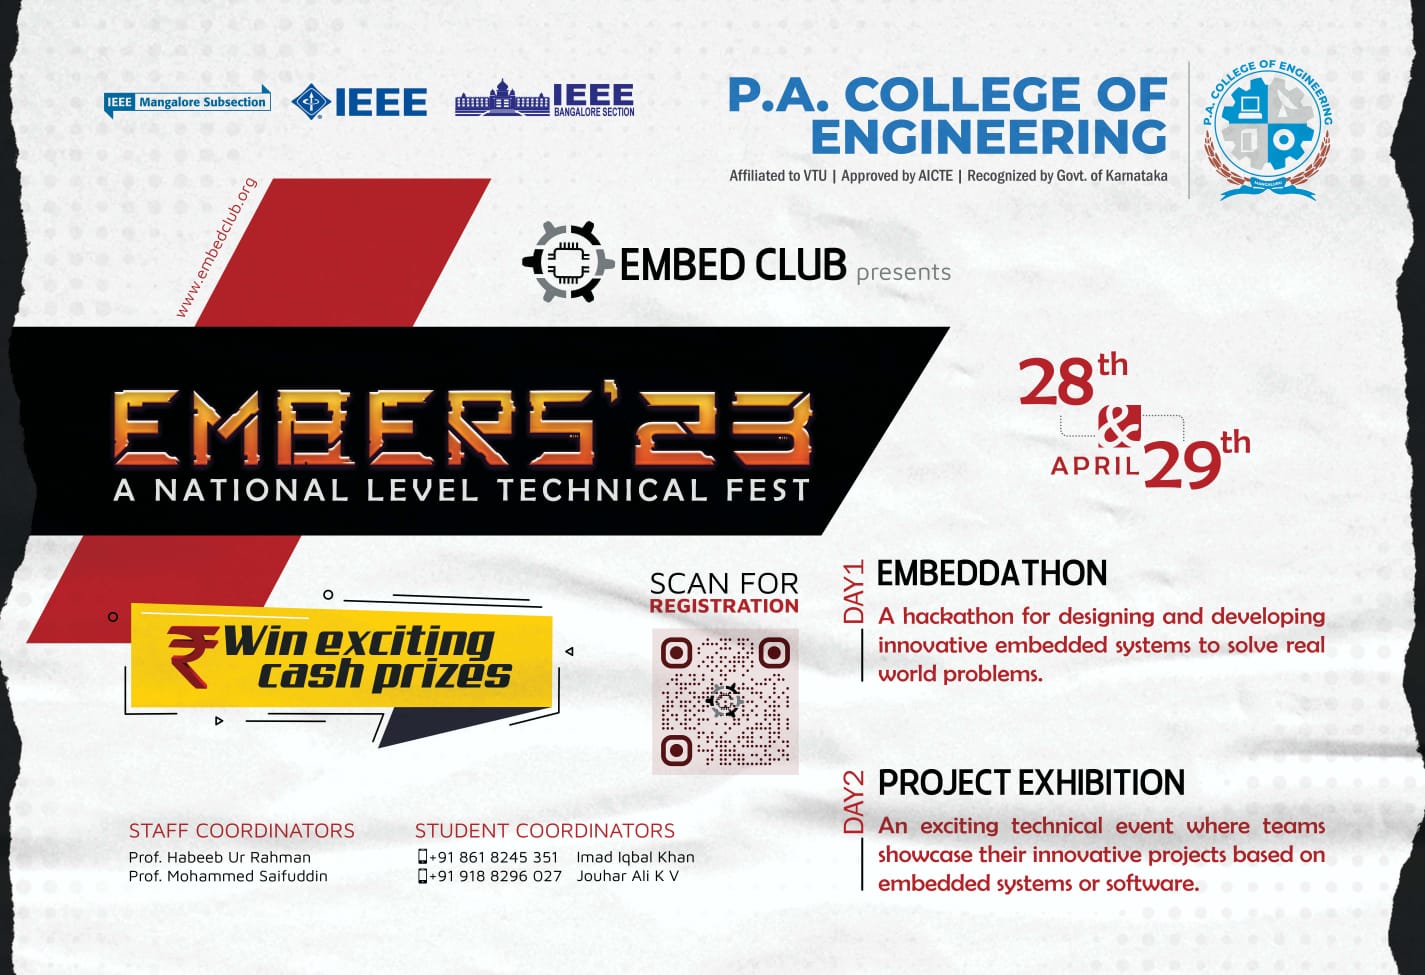 IEEE Mangalore Subsection
IEEE
IEEE
BANGALORE SECTION
P.A. COLLEGE OF
ENGINEERING
Affiliated to VTU | Approved by AICTE | Recognized by Govt. of Karnataka
P.A. COLLEGE OF ENGINEERING
MANGALURU
www.embedclub.org
EMBED CLUB presents
EMBERS'23
A NATIONAL LEVEL TECHNICAL FEST
28th
&
APRIL 29th
₹ Win exciting
cash prizes
SCAN FOR
REGISTRATION
DAY1
EMBEDDATHON
A hackathon for designing and developing
innovative embedded systems to solve real
world problems.
DAY2
PROJECT EXHIBITION
An exciting technical event where teams
showcase their innovative projects based on
embedded systems or software.
STAFF COORDINATORS
Prof. Habeeb Ur Rahman
Prof. Mohammed Saifuddin
STUDENT COORDINATORS
+91 861 8245 351 Imad Iqbal Khan
+91 918 8296 027 Jouhar Ali K V